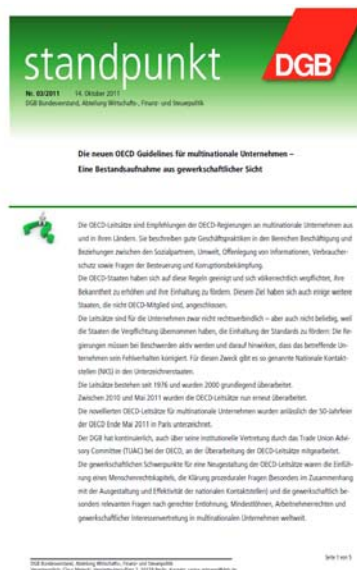 standpunkt
DGB
Nr. 03/2011 14. Oktober 2011
DGB Bundesvorstand, Abteilung Wirtschafts-, Finanz- und Steuerpolitik
Die neuen OECD Guidelines für multinationale Unternehmen –
Eine Bestandsaufnahme aus gewerkschaftlicher Sicht
Die OECD-Leitsätze sind Empfehlungen der OECD-Regierungen an multinationale Unternehmen aus
und in ihren Ländern. Sie beschreiben gute Geschäftspraktiken in den Bereichen Beschäftigung und
Beziehungen zwischen den Sozialpartnern, Umwelt, Offenlegung von Informationen, Verbraucher-
schutz sowie Fragen der Besteuerung und Korruptionsbekämpfung.
Die OECD-Staaten haben sich auf diese Regeln geeinigt und sich völkerrechtlich verpflichtet, ihre
Bekanntheit zu erhöhen und ihre Einhaltung zu fördern. Diesem Ziel haben sich auch einige weitere
Staaten, die nicht OECD-Mitglied sind, angeschlossen.
Die Leitsätze sind für die Unternehmen zwar nicht rechtsverbindlich – aber auch nicht beliebig, weil
die Staaten die Verpflichtung übernommen haben, die Einhaltung der Standards zu fördern: Die Re-
gierungen müssen bei Beschwerden aktiv werden und darauf hinwirken, dass das betreffende Un-
ternehmen sein Fehlverhalten korrigiert. Für diesen Zweck gibt es so genannte Nationale Kontakt-
stellen (NKS) in den Unterzeichnerstaaten.
Die Leitsätze bestehen seit 1976 und wurden 2000 grundlegend überarbeitet.
Zwischen 2010 und Mai 2011 wurden die OECD-Leitsätze nun erneut überarbeitet.
Die novellierten OECD-Leitsätze für multinationale Unternehmen wurden anlässlich der 50-Jahrfeier
der OECD Ende Mai 2011 in Paris unterzeichnet.
Der DGB hat kontinuierlich, auch über seine institutionelle Vertretung durch das Trade Union Advi-
sory Committee (TUAC) bei der OECD, an der Überarbeitung der OECD-Leitsätze mitgearbeitet.
Die gewerkschaftlichen Schwerpunkte für eine Neugestaltung der OECD-Leitsätze waren die Einfüh-
rung eines Menschenrechtskapitels, die Klärung prozeduraler Fragen (Besonders im Zusammenhang
mit der Ausgestaltung und Effektivität der nationalen Kontaktstellen) und die gewerkschaftlich be-
sonders relevanten Fragen nach gerechter Entlohnung, Mindestlöhnen, Arbeitnehmerrechten und
gewerkschaftlicher Interessenvertretung in multinationalen Unternehmen weltweit.
Seite 1 von 5
DGB Bundesvorstand, Abteilung Wirtschafts-, Finanz- und Steuerpolitik